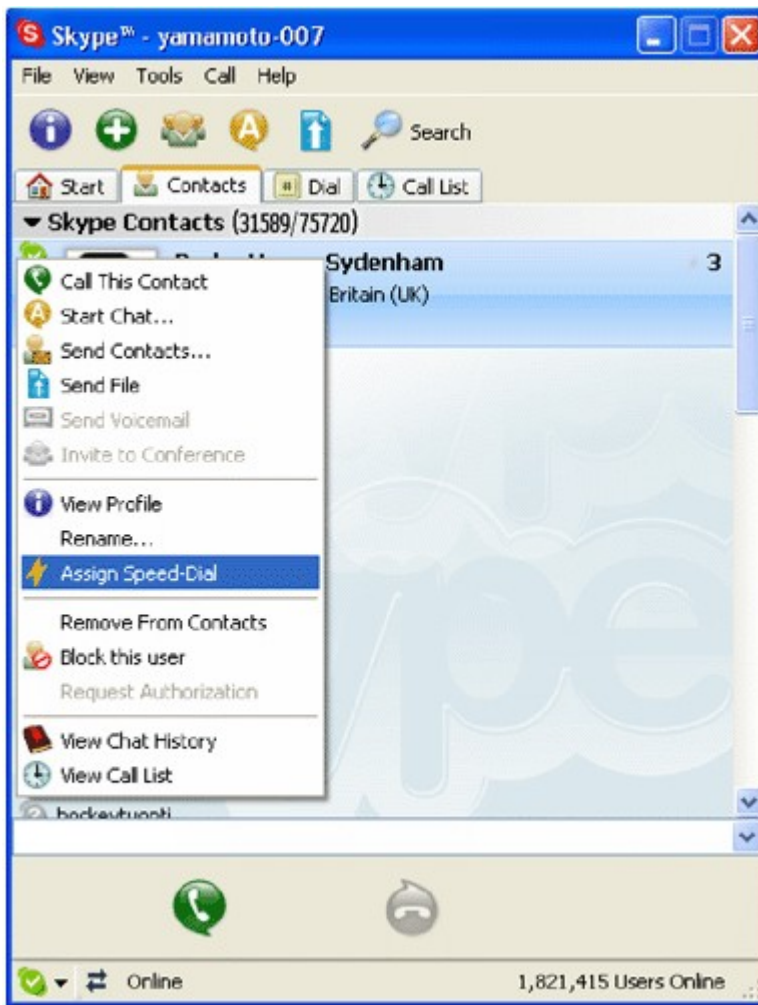 Skype™ - yamamoto-007
File View Tools Call Help
Search
Start Contacts Dial Call List
Skype Contacts (31589/75720)
Sydenham 3
Britain (UK)
Call This Contact
Start Chat...
Send Contacts...
Send File
Send Voicemail
Invite to Conference
View Profile
Rename...
Assign Speed-Dial
Remove From Contacts
Block this user
Request Authorization
View Chat History
View Call List
Online 1,821,415 Users Online